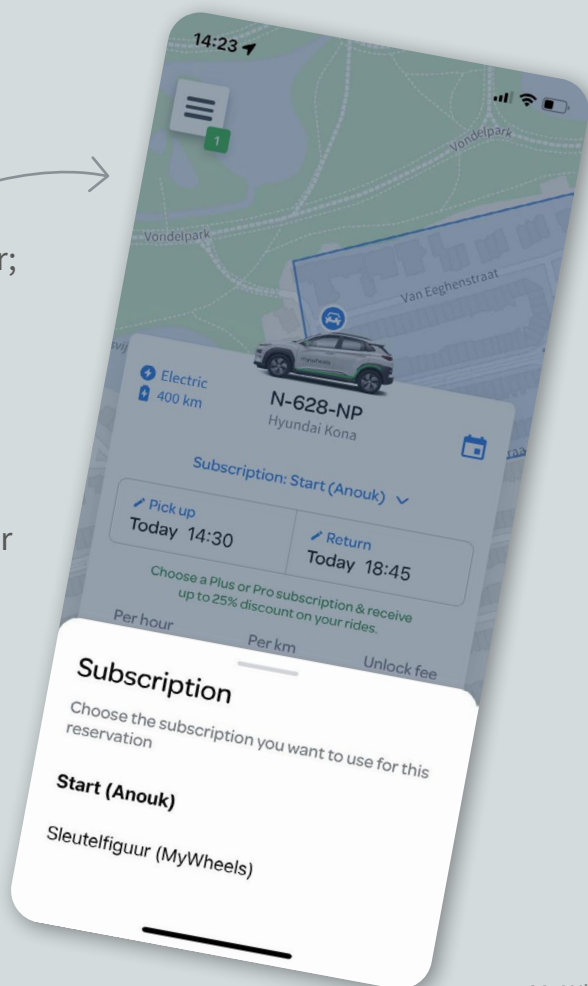 14:23
1
Vondelpark
r;
Vondelpark
Van Eeghenstraat
mywheels
Electric
400 km
N-628-NP
Hyundai Kona
Subscription: Start (Anouk)
Pick up
Today 14:30
Return
Today 18:45
Choose a Plus or Pro subscription & receive
up to 25% discount on your rides.
r
Per hour
Per km
Unlock fee
Subscription
Choose the subscription you want to use for this
reservation
Start (Anouk)
Sleutelfiguur (MyWheels)